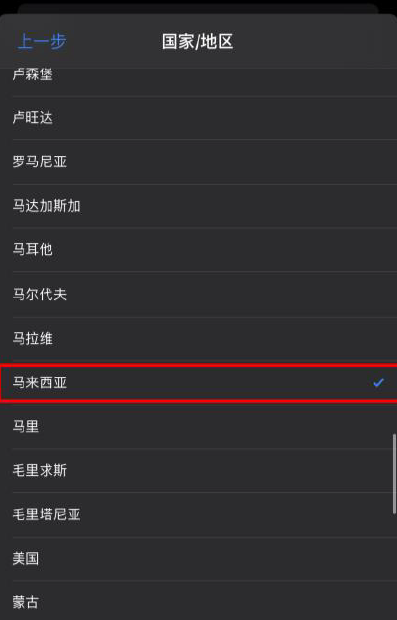 上一步
国家/地区
卢森堡
卢旺达
罗马尼亚
马达加斯加
马耳他
马尔代夫
马拉维
马来西亚
马里
毛里求斯
毛里塔尼亚
美国
蒙古